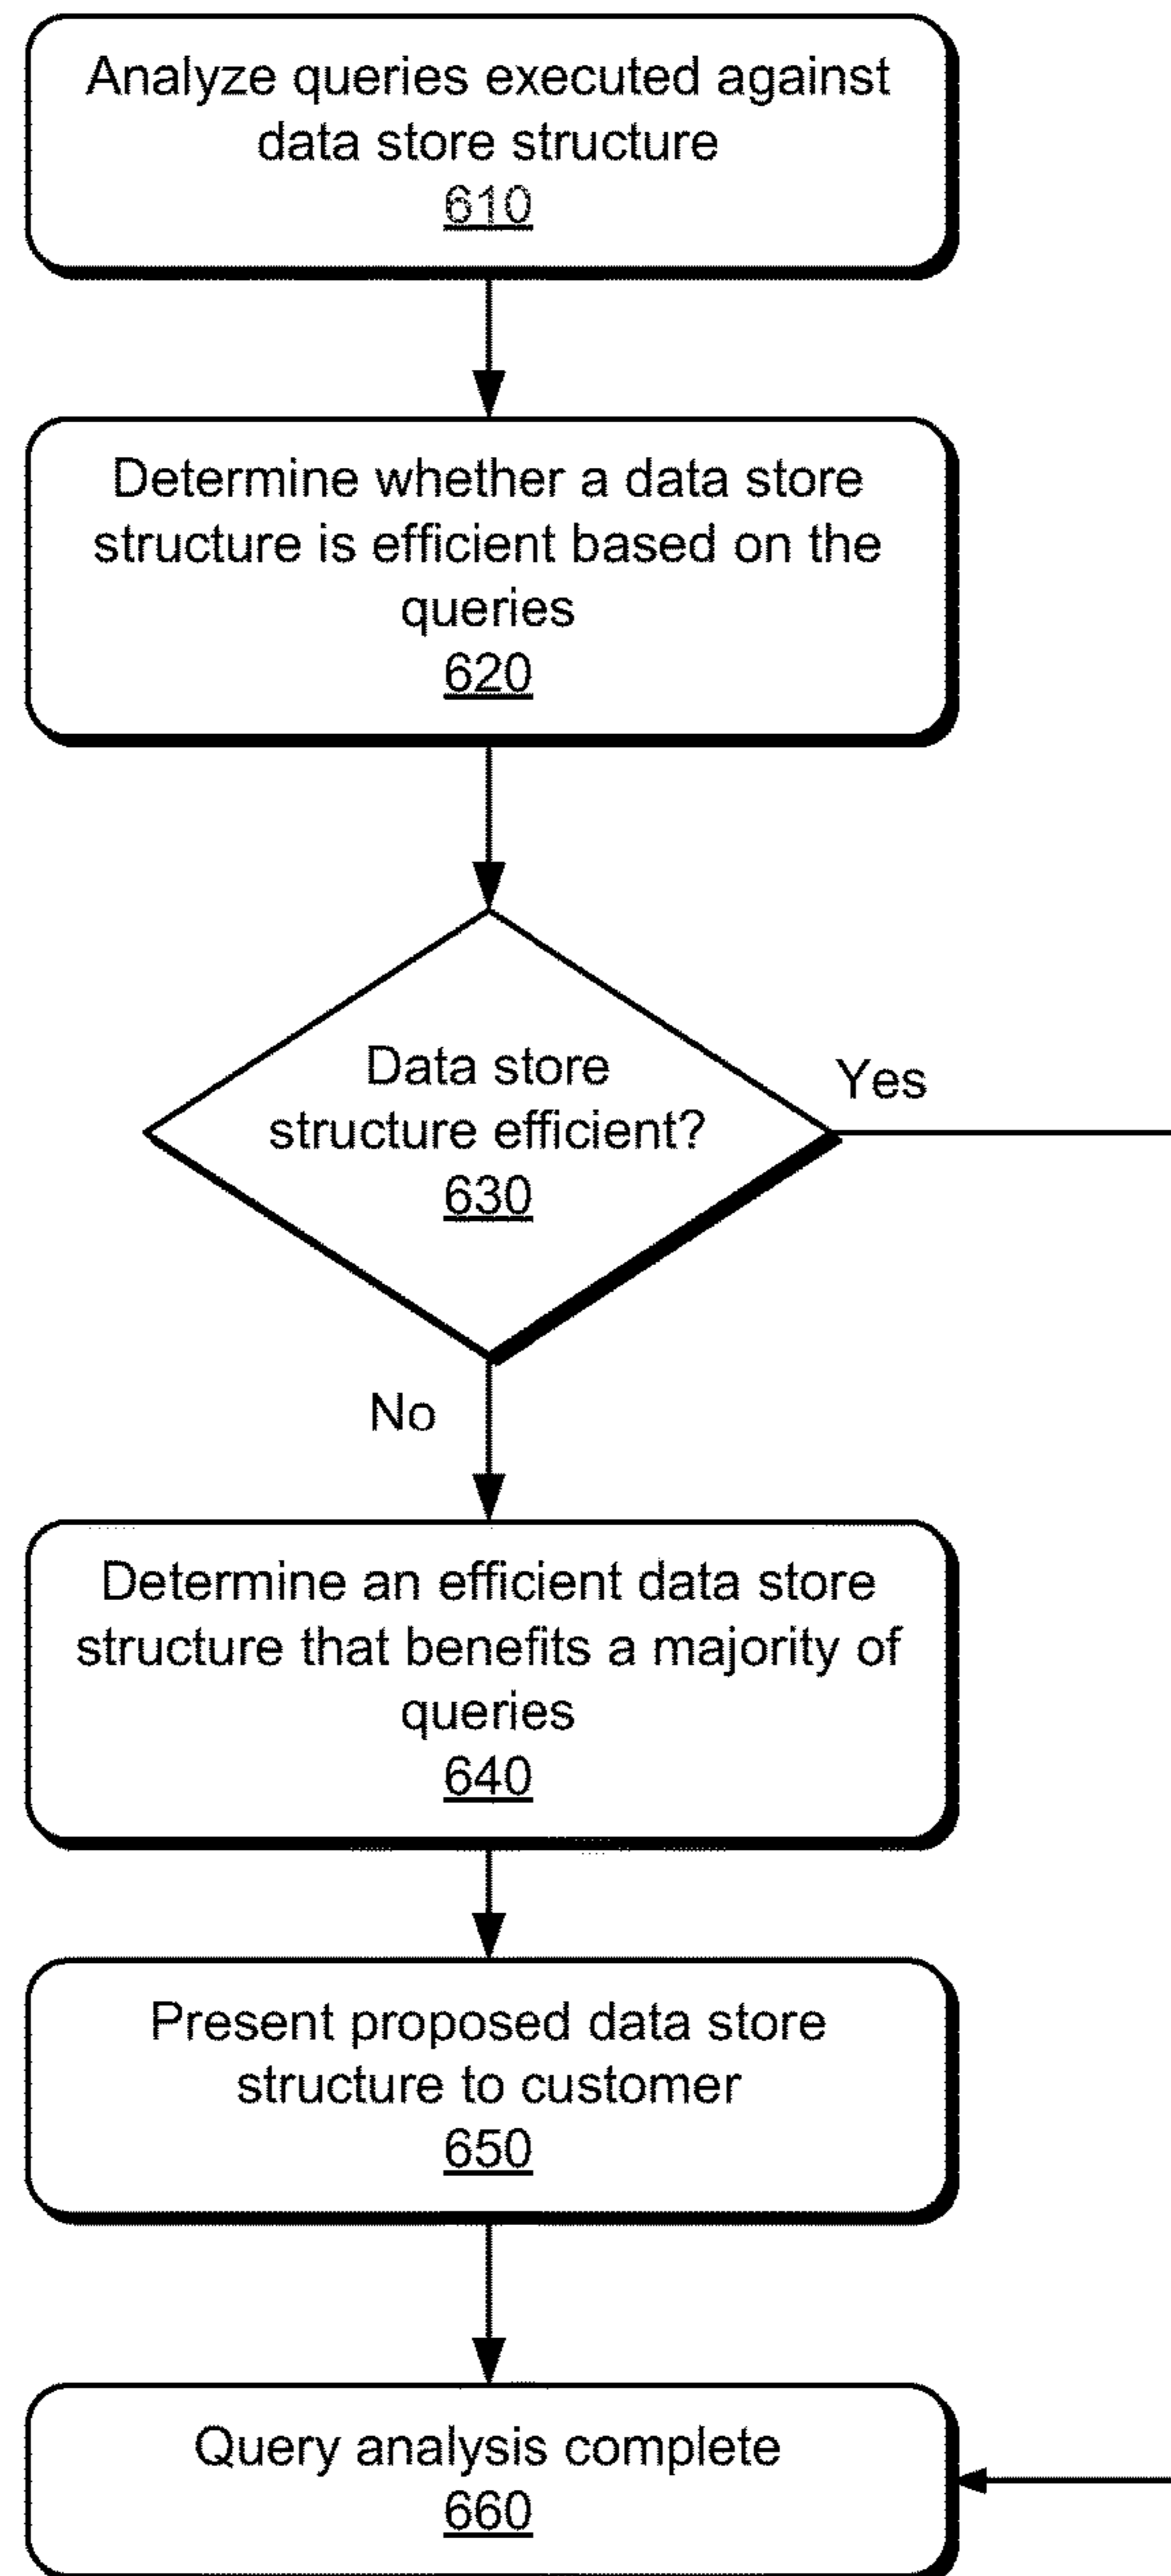 Analyze queries executed against
data store structure
610
Determine whether a data store
structure is efficient based on the
queries
620
Data store
structure efficient?
630
Yes
No
Determine an efficient data store
structure that benefits a majority of
queries
640
Present proposed data store
structure to customer
650
Query analysis complete
660